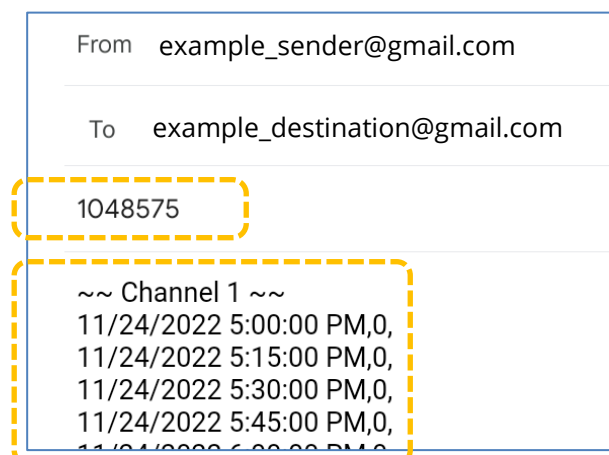 From example_sender@gmail.com
To example_destination@gmail.com
1048575
~~ Channel 1 ~~
11/24/2022 5:00:00 PM,0,
11/24/2022 5:15:00 PM,0,
11/24/2022 5:30:00 PM,0,
11/24/2022 5:45:00 PM,0,